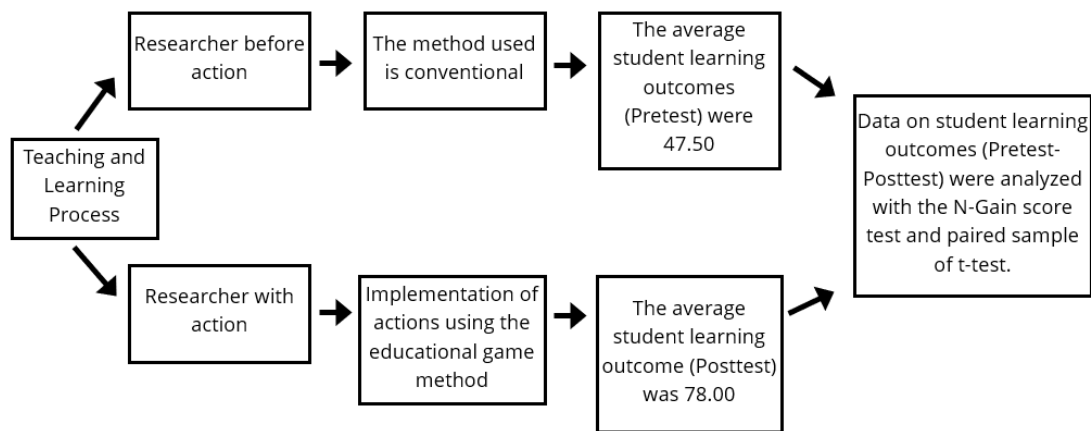 Researcher before
action
The method used
is conventional
The average
student learning
outcomes
(Pretest) were
47.50
Teaching and
Learning
Process
Data on student learning
outcomes (Pretest-
Posttest) were analyzed
with the N-Gain score
test and paired sample
of t-test.
Researcher with
action
Implementation of
actions using the
educational game
method
The average
student learning
outcome (Posttest)
was 78.00